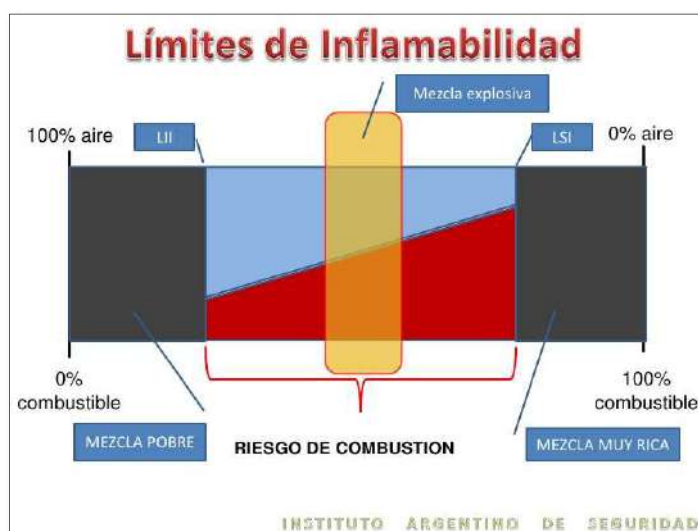 Límites de Inflamabilidad
Mezcla explosiva
100% aire
LII
LSI
0% aire
0%
combustible
100%
combustible
MEZCLA POBRE
RIESGO DE COMBUSTION
MEZCLA MUY RICA
INSTITUTO ARGENTINO DE SEGURIDAD